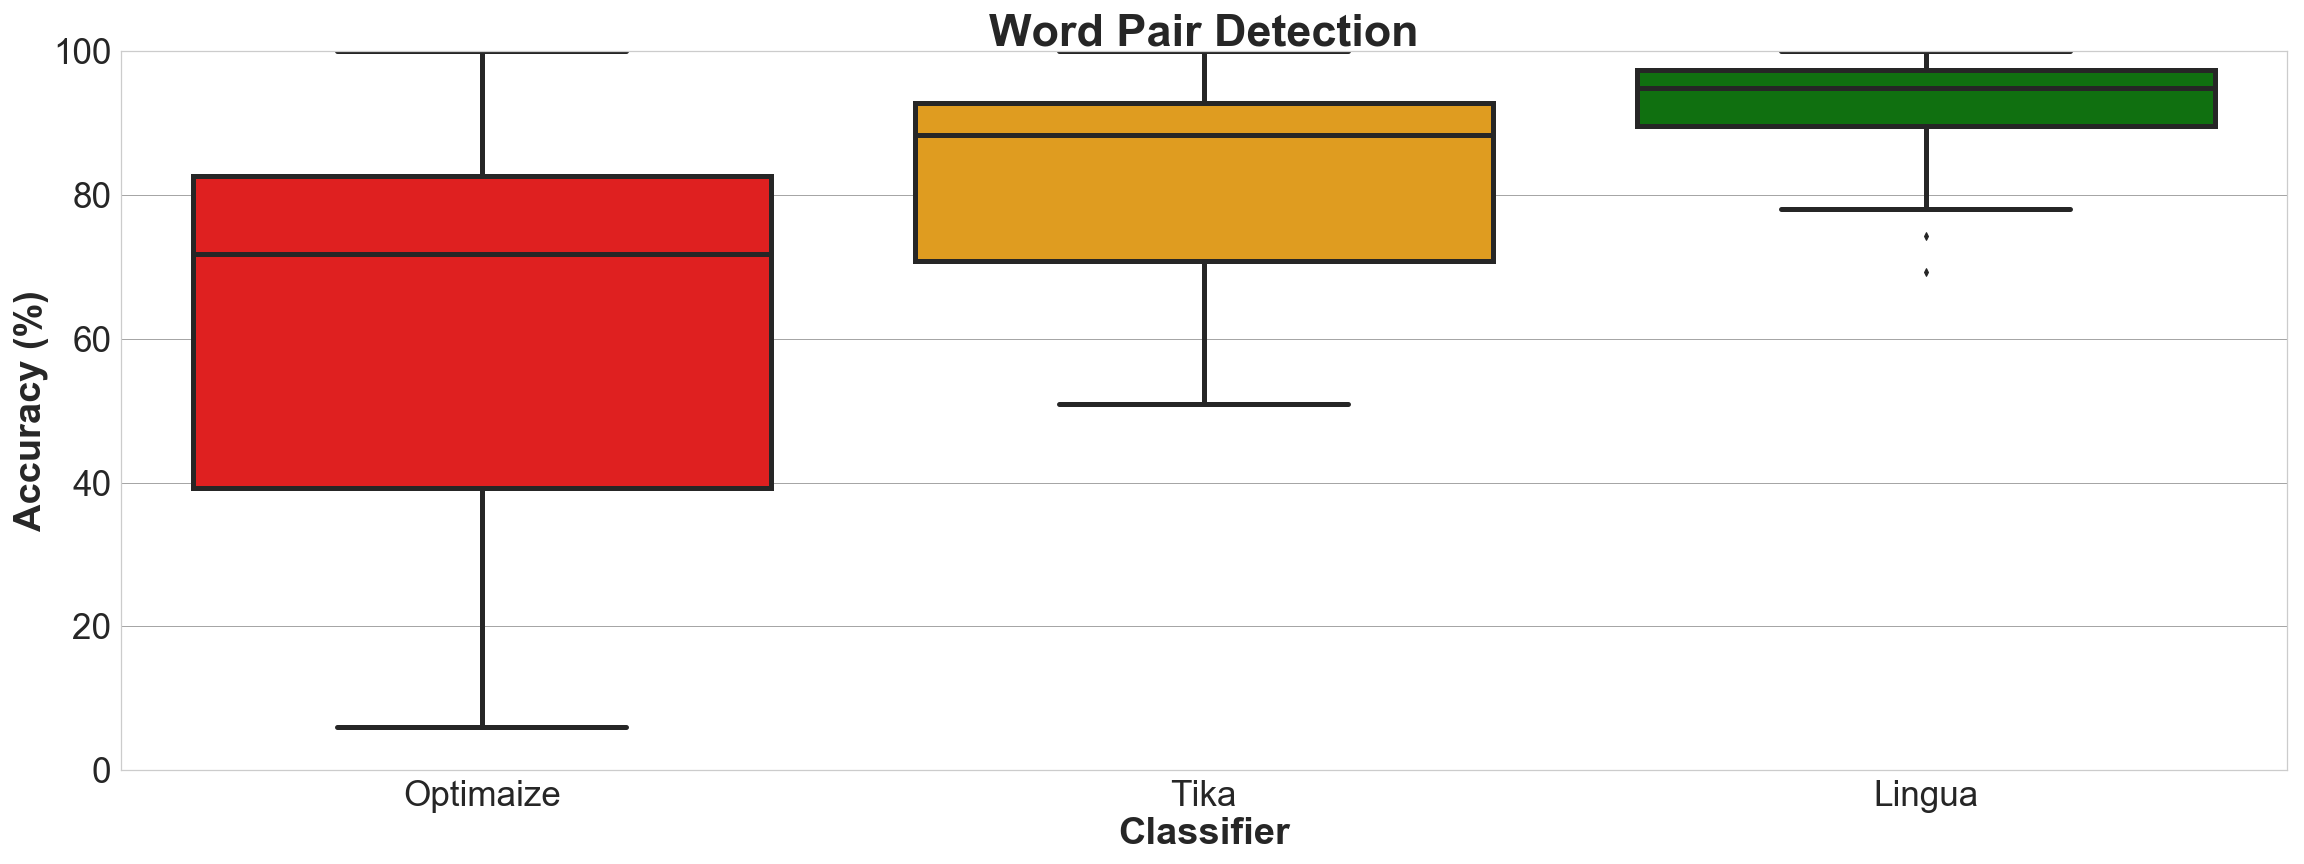 Word Pair Detection
Accuracy (%)
100
80
60
40
20
0
Optimaize
Tika
Lingua
Classifier